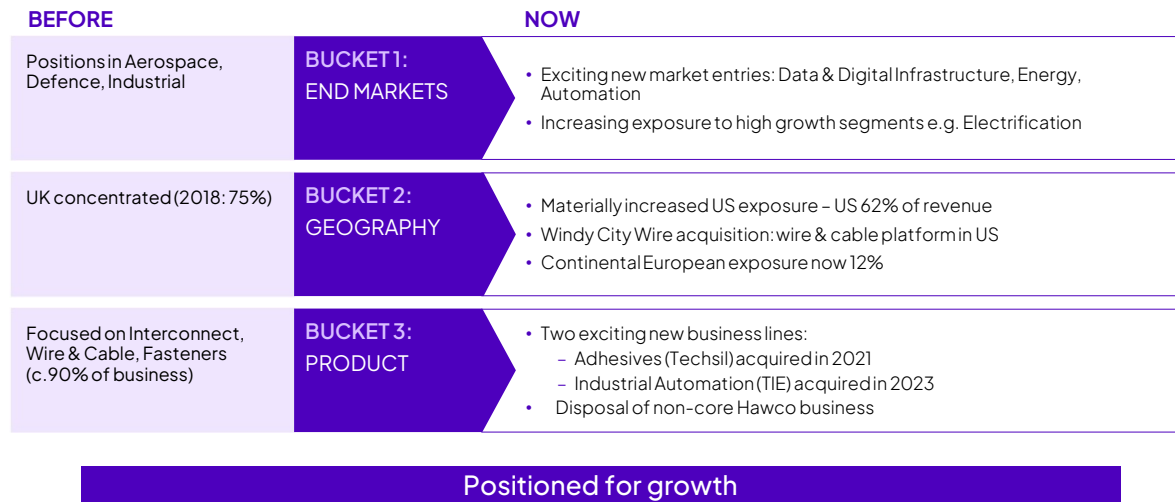 BEFORE
NOW
Positions in Aerospace,
Defence, Industrial
BUCKET 1:
END MARKETS
• Exciting new market entries: Data & Digital Infrastructure, Energy,
Automation
• Increasing exposure to high growth segments e.g. Electrification
UK concentrated (2018: 75%)
BUCKET 2:
GEOGRAPHY
• Materially increased US exposure – US 62% of revenue
• Windy City Wire acquisition: wire & cable platform in US
• Continental European exposure now 12%
Focused on Interconnect,
Wire & Cable, Fasteners
(c.90% of business)
BUCKET 3:
PRODUCT
• Two exciting new business lines:
– Adhesives (Techsil) acquired in 2021
– Industrial Automation (TIE) acquired in 2023
• Disposal of non-core Hawco business
Positioned for growth